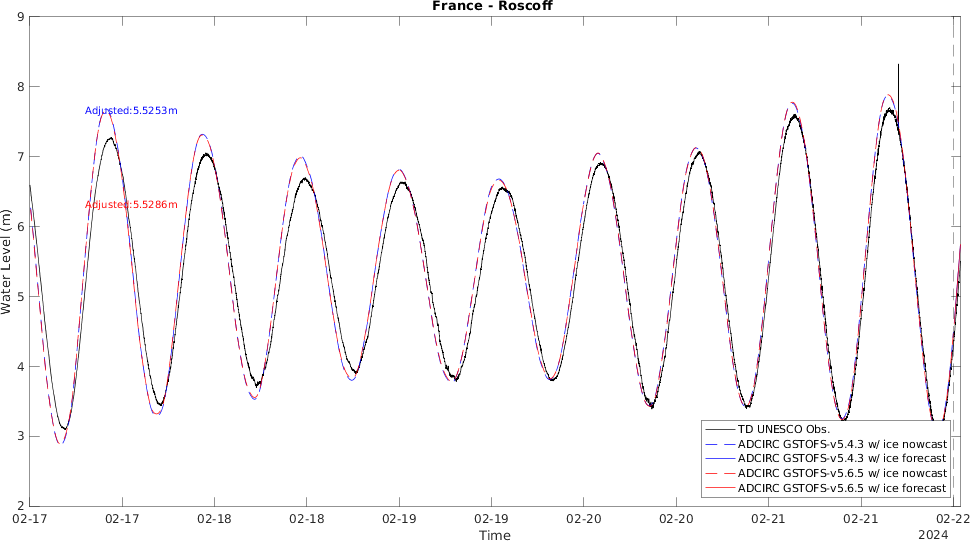 France - Roscoff
9
8
7
6
5
4
3
2
Water Level (m)
Adjusted:5.5253m
Adjusted:5.5286m
TD UNESCO Obs.
ADCIRC GSTOFS-v5.4.3 w/ ice nowcast
ADCIRC GSTOFS-v5.4.3 w/ ice forecast
ADCIRC GSTOFS-v5.6.5 w/ ice nowcast
ADCIRC GSTOFS-v5.6.5 w/ ice forecast
02-17 02-17 02-18 02-18 02-19 02-19 02-20 02-20 02-21 02-21 02-22
Time
2024